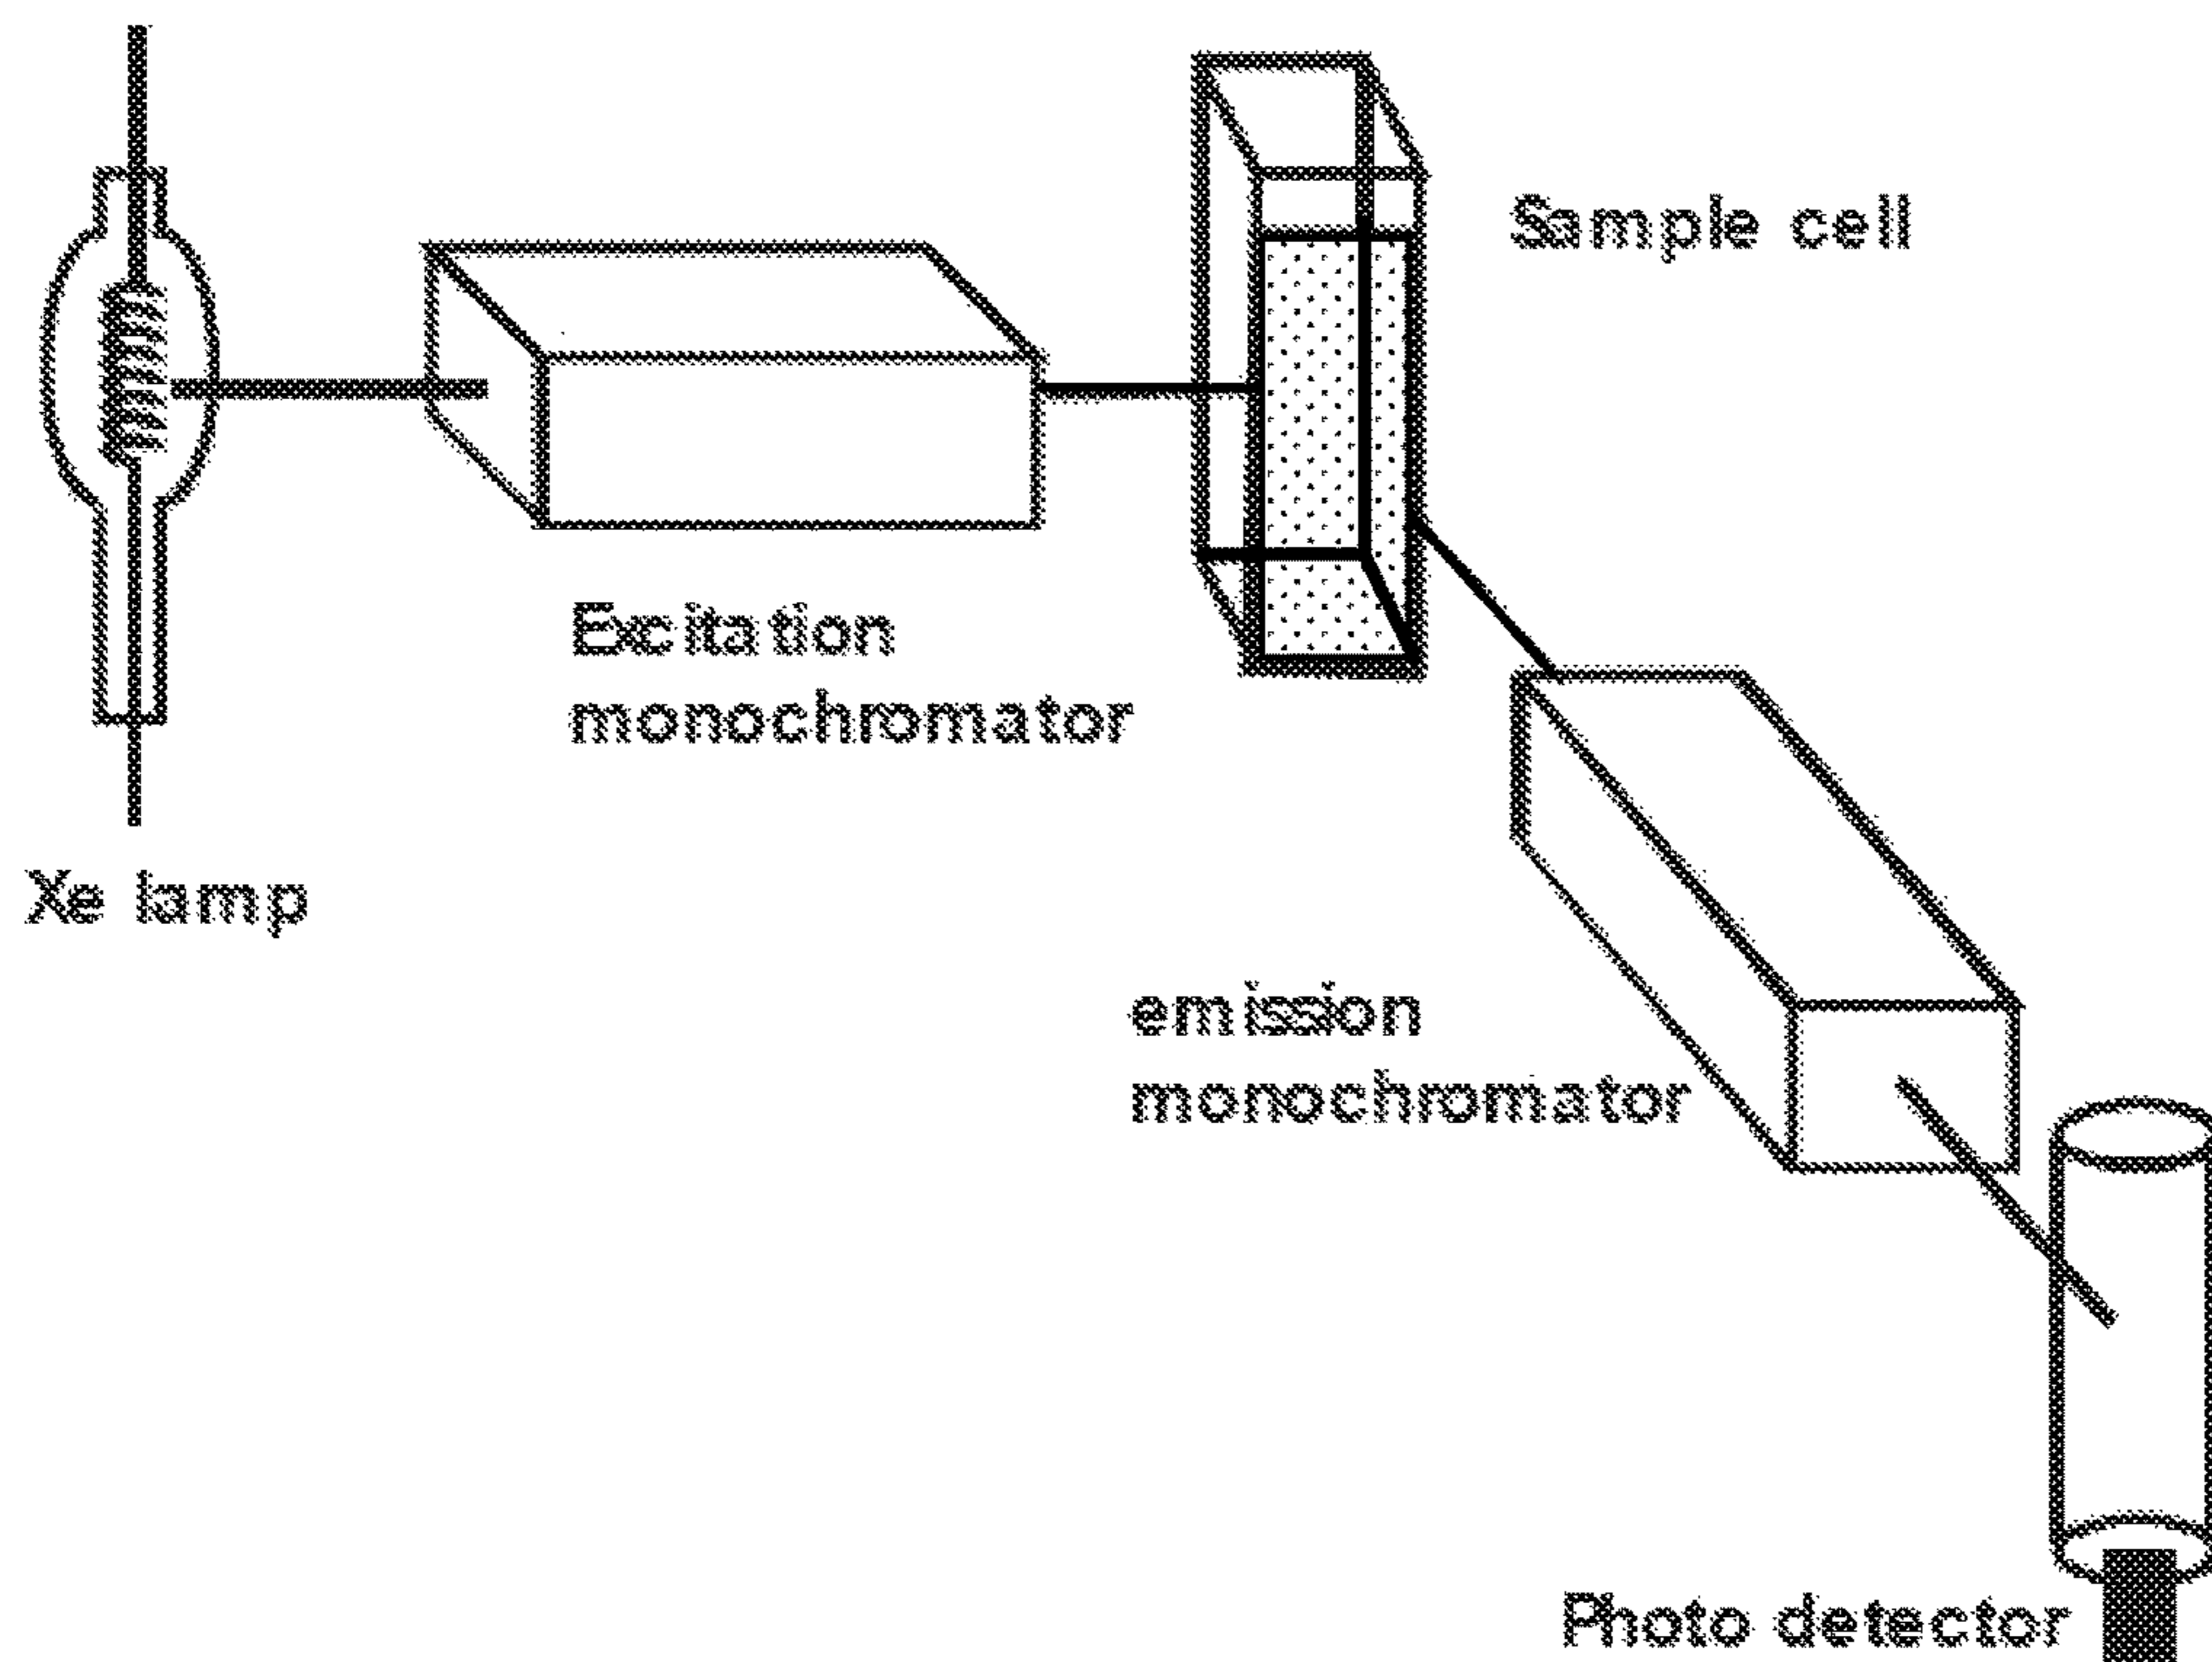 Sample cell
Excitation
monochromator
Xe lamp
emission
monochromator
Photo detector